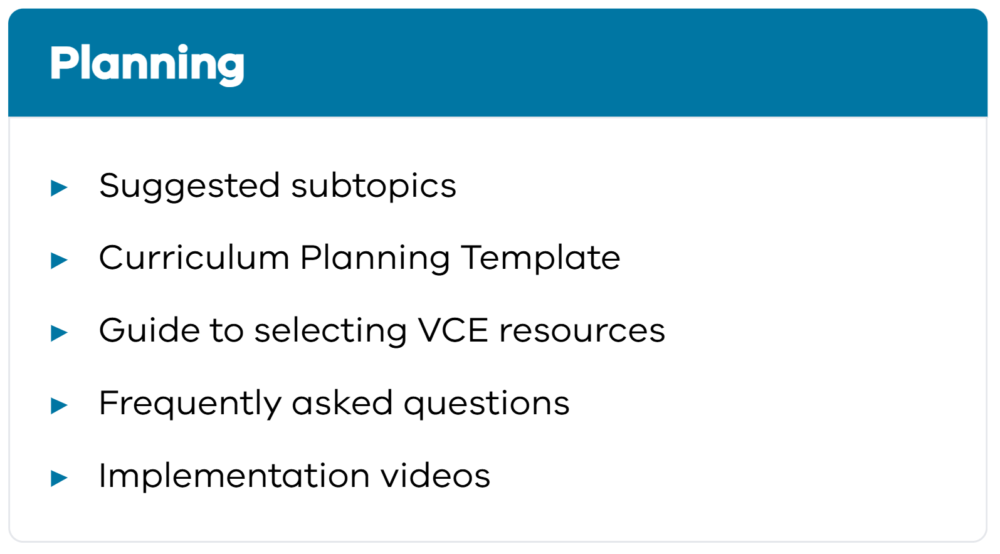 Planning
Suggested subtopics
Curriculum Planning Template
Guide to selecting VCE resources
Frequently asked questions
Implementation videos